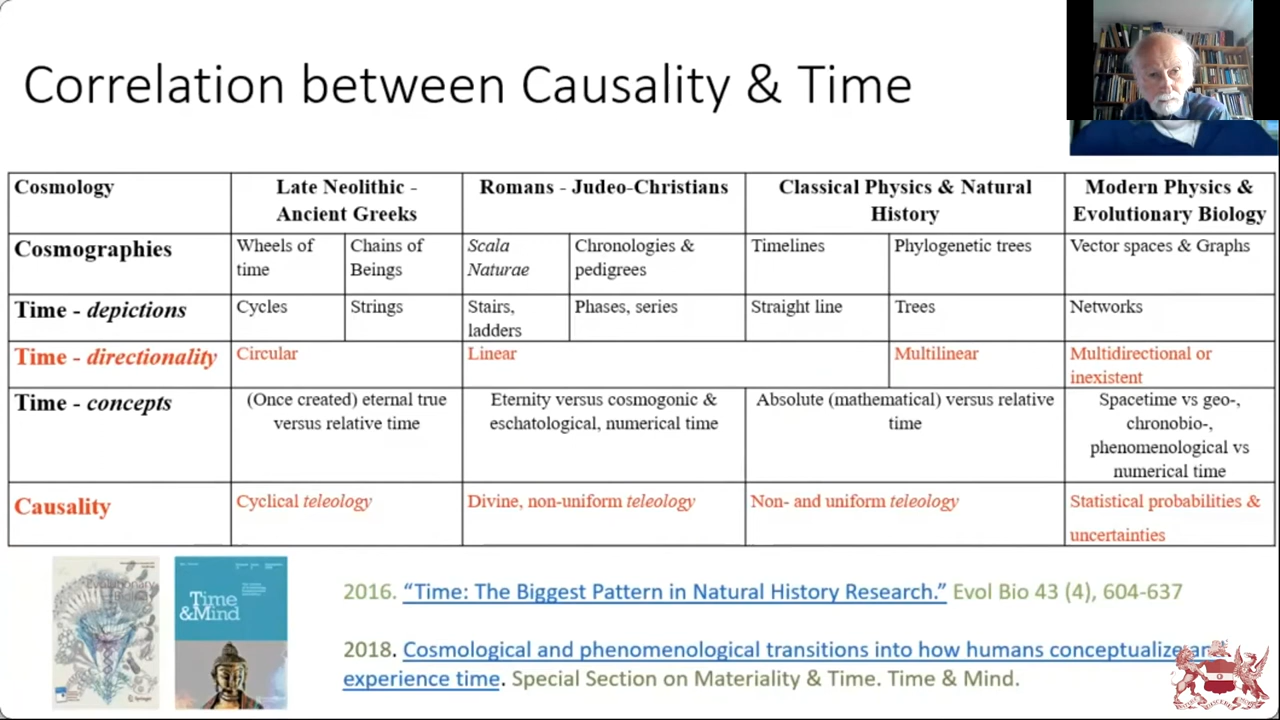 Correlation between Causality & Time
Cosmology
Late Neolithic -
Ancient Greeks
Romans - Judeo-Christians
Classical Physics & Natural
History
Modern Physics &
Evolutionary Biology
Cosmographies
Wheels of
time
Chains of
Beings
Scala
Naturae
Chronologies &
pedigrees
Timelines
Phylogenetic trees
Vector spaces & Graphs
Time - depictions
Cycles
Strings
Stairs,
ladders
Phases, series
Straight line
Trees
Networks
Time - directionality
Circular
Linear
Multilinear
Multidirectional or
inexistent
Time - concepts
(Once created) eternal true
versus relative time
Eternity versus cosmogonic &
eschatological, numerical time
Absolute (mathematical) versus relative
time
Spacetime vs geo-,
chronobio-,
phenomenological vs
numerical time
Causality
Cyclical teleology
Divine, non-uniform teleology
Non- and uniform teleology
Statistical probabilities &
uncertainties
Evolutionary
Time
&Mind
2016. “Time: The Biggest Pattern in Natural History Research.” Evol Bio 43 (4), 604-637
2018. Cosmological and phenomenological transitions into how humans conceptualize and
experience time. Special Section on Materiality & Time. Time & Mind.